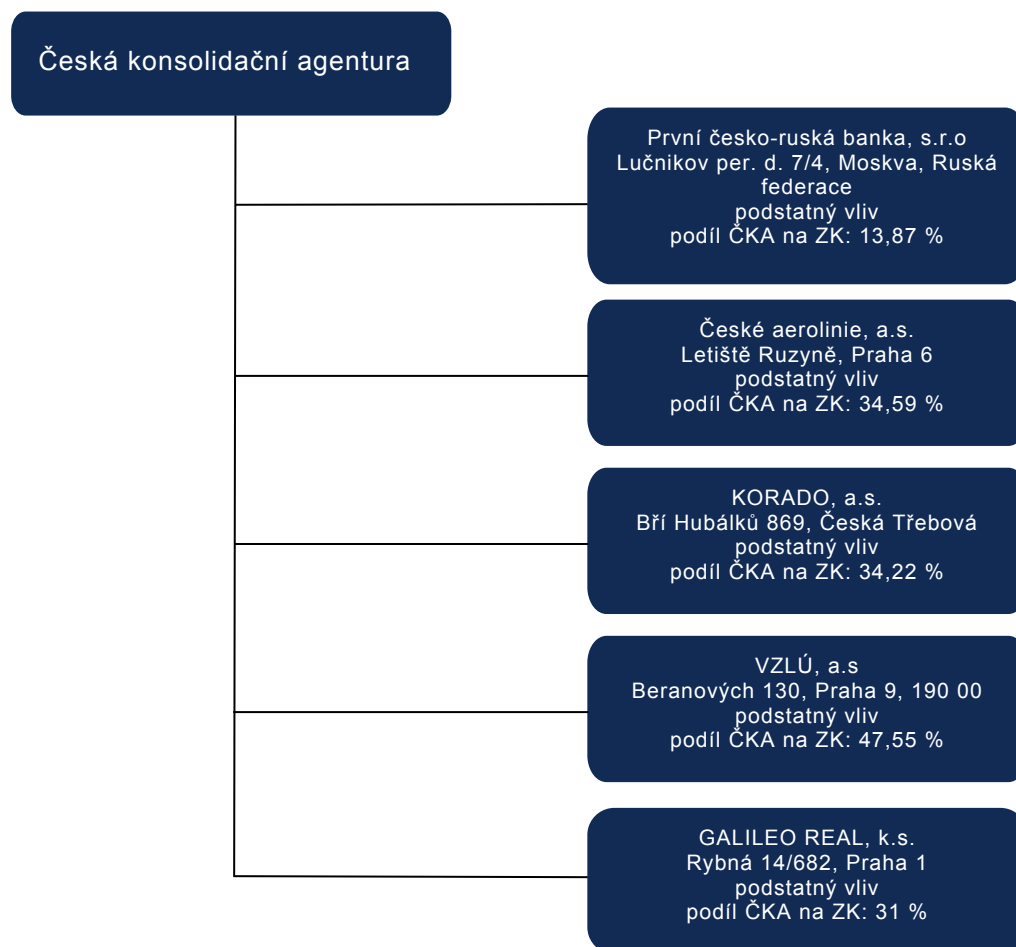 Česká konsolidační agentura
První česko-ruská banka, s.r.o
Lučnikov per. d. 7/4, Moskva, Ruská
federace
podstatný vliv
podíl ČKA na ZK: 13,87 %
České aerolinie, a.s.
Letiště Ruzyně, Praha 6
podstatný vliv
podíl ČKA na ZK: 34,59 %
KORADO, a.s.
Bří Hubálků 869, Česká Třebová
podstatný vliv
podíl ČKA na ZK: 34,22 %
VZLÚ, a.s
Beranových 130, Praha 9, 190 00
podstatný vliv
podíl ČKA na ZK: 47,55 %
GALILEO REAL, k.s.
Rybná 14/682, Praha 1
podstatný vliv
podíl ČKA na ZK: 31 %